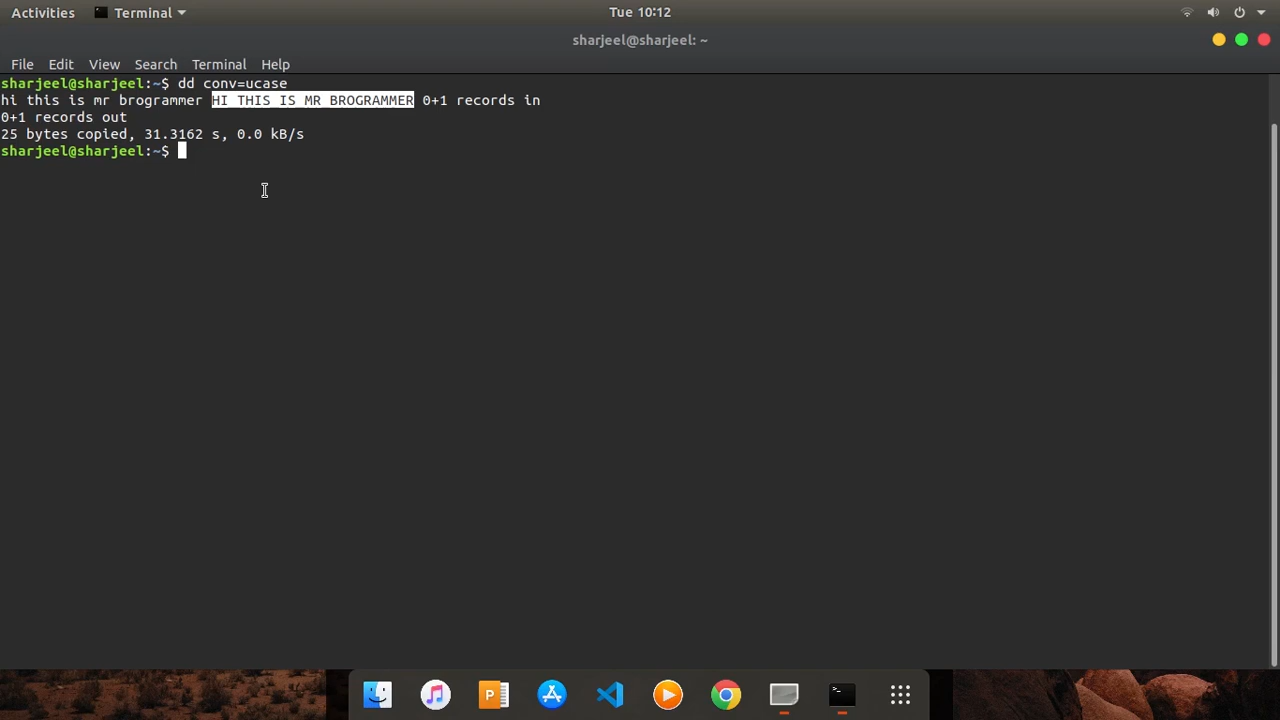 Activities Terminal Tue 10:12
sharjeel@sharjeel: ~
File Edit View Search Terminal Help
sharjeel@sharjeel:~$ dd conv=ucase
hi this is mr brogrammer HI THIS IS MR BROGRAMMER 0+1 records in
0+1 records out
25 bytes copied, 31.3162 s, 0.0 kB/s
sharjeel@sharjeel:~$
P
>_